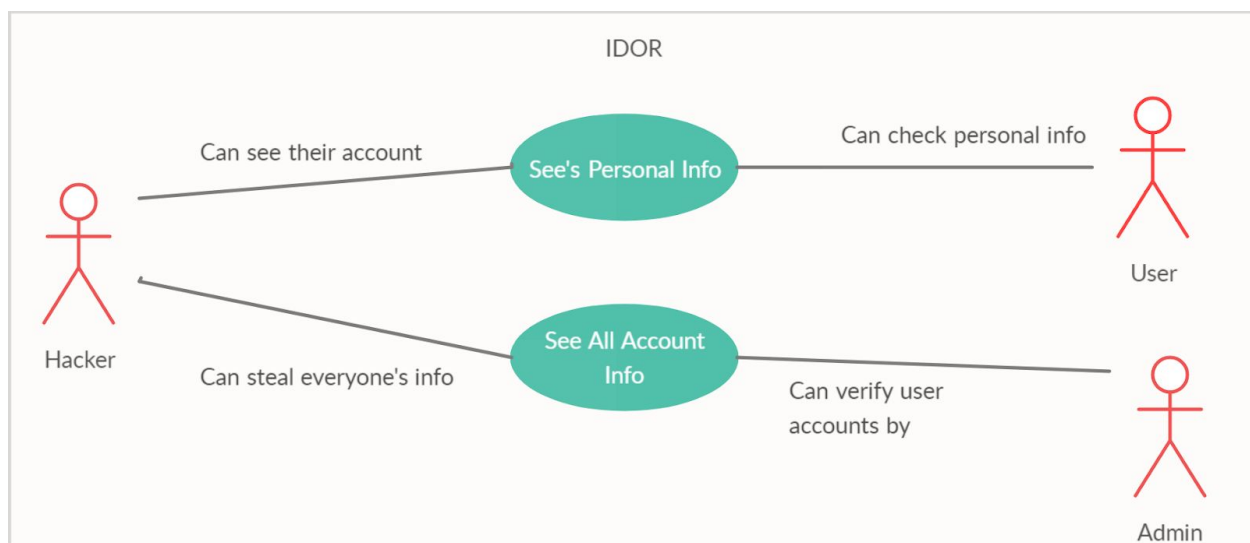 IDOR
Can see their account
See's Personal Info
Can check personal info
User
Hacker
Can steal everyone's info
See All Account
Info
Can verify user
accounts by
Admin